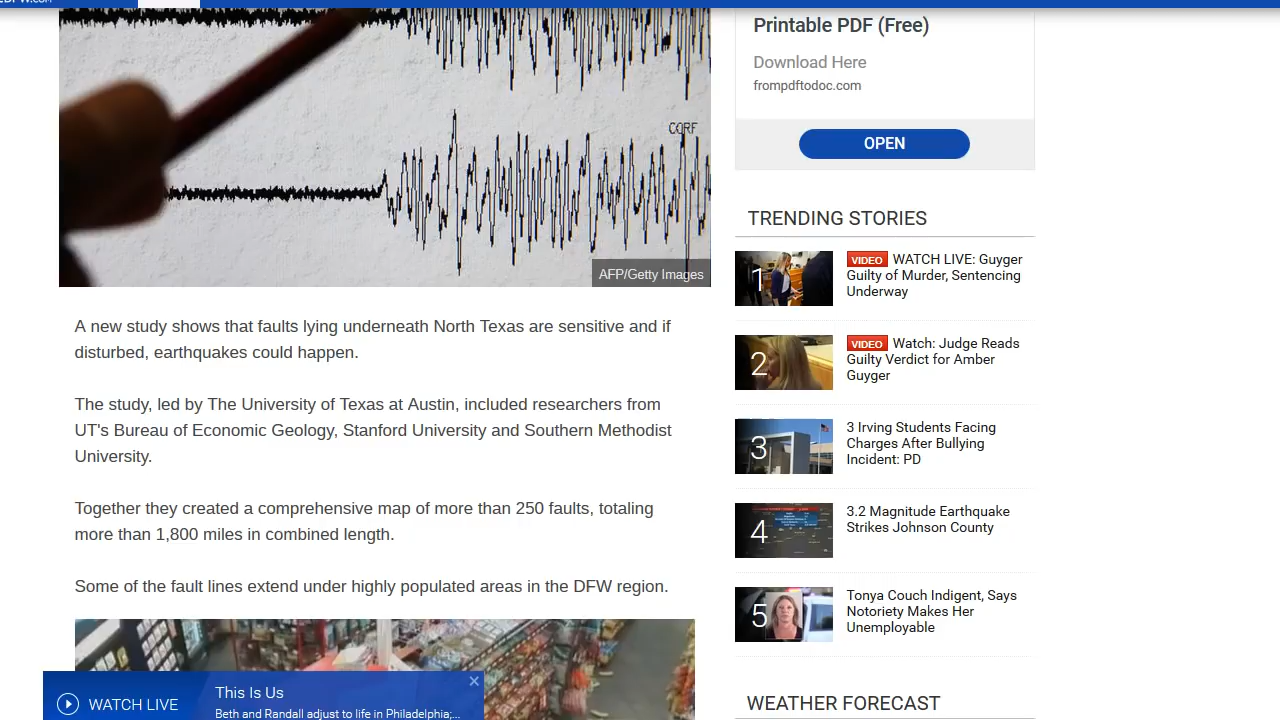 CORF
AFP/Getty Images
A new study shows that faults lying underneath North Texas are sensitive and if
disturbed, earthquakes could happen.
The study, led by The University of Texas at Austin, included researchers from
UT's Bureau of Economic Geology, Stanford University and Southern Methodist
University.
Together they created a comprehensive map of more than 250 faults, totaling
more than 1,800 miles in combined length.
Some of the fault lines extend under highly populated areas in the DFW region.
WATCH LIVE
This Is Us
Beth and Randall adjust to life in Philadelphia;...
Printable PDF (Free)
Download Here
frompdftodoc.com
OPEN
TRENDING STORIES
1
VIDEO WATCH LIVE: Guyger
Guilty of Murder, Sentencing
Underway
2
VIDEO Watch: Judge Reads
Guilty Verdict for Amber
Guyger
3
3 Irving Students Facing
Charges After Bullying
Incident: PD
4
3.2 Magnitude Earthquake
Strikes Johnson County
5
Tonya Couch Indigent, Says
Notoriety Makes Her
Unemployable
WEATHER FORECAST